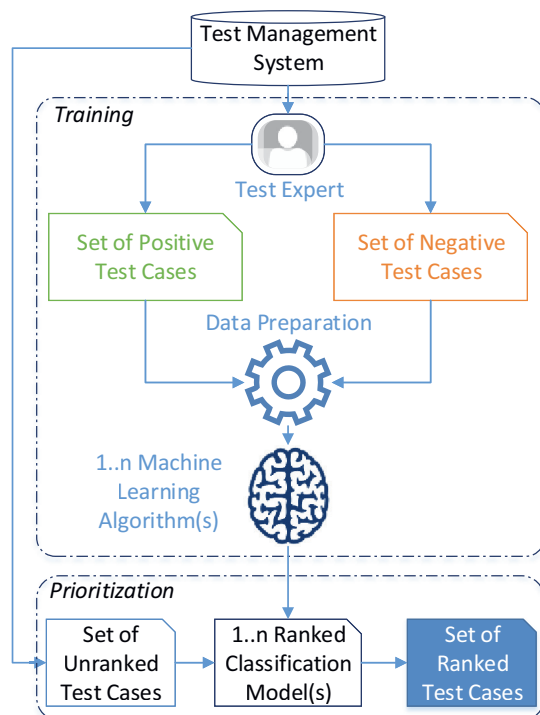 Test Management
System
Training
Test Expert
Set of Positive
Test Cases
Set of Negative
Test Cases
Data Preparation
1..n Machine
Learning
Algorithm(s)
Prioritization
Set of
Unranked
Test Cases
1..n Ranked
Classification
Model(s)
Set of
Ranked
Test Cases